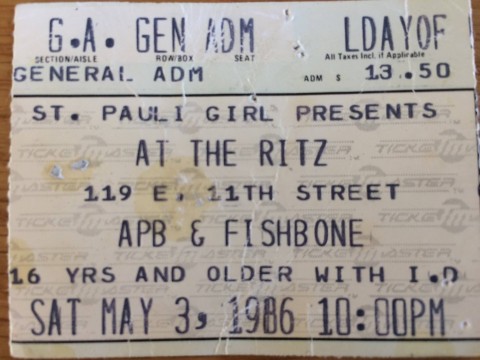 G.A. GEN ADM LDAYOF
SECTION/AISLE ROW/BOX SEAT All Taxes Incl. if Applicable
GENERAL ADM ADM $ 13.50
ST. PAULI GIRL PRESENTS
AT THE RITZ
119 E. 11TH STREET
APB & FISHBONE
16 YRS AND OLDER WITH I.D
SAT MAY 3, 1986 10:00PM